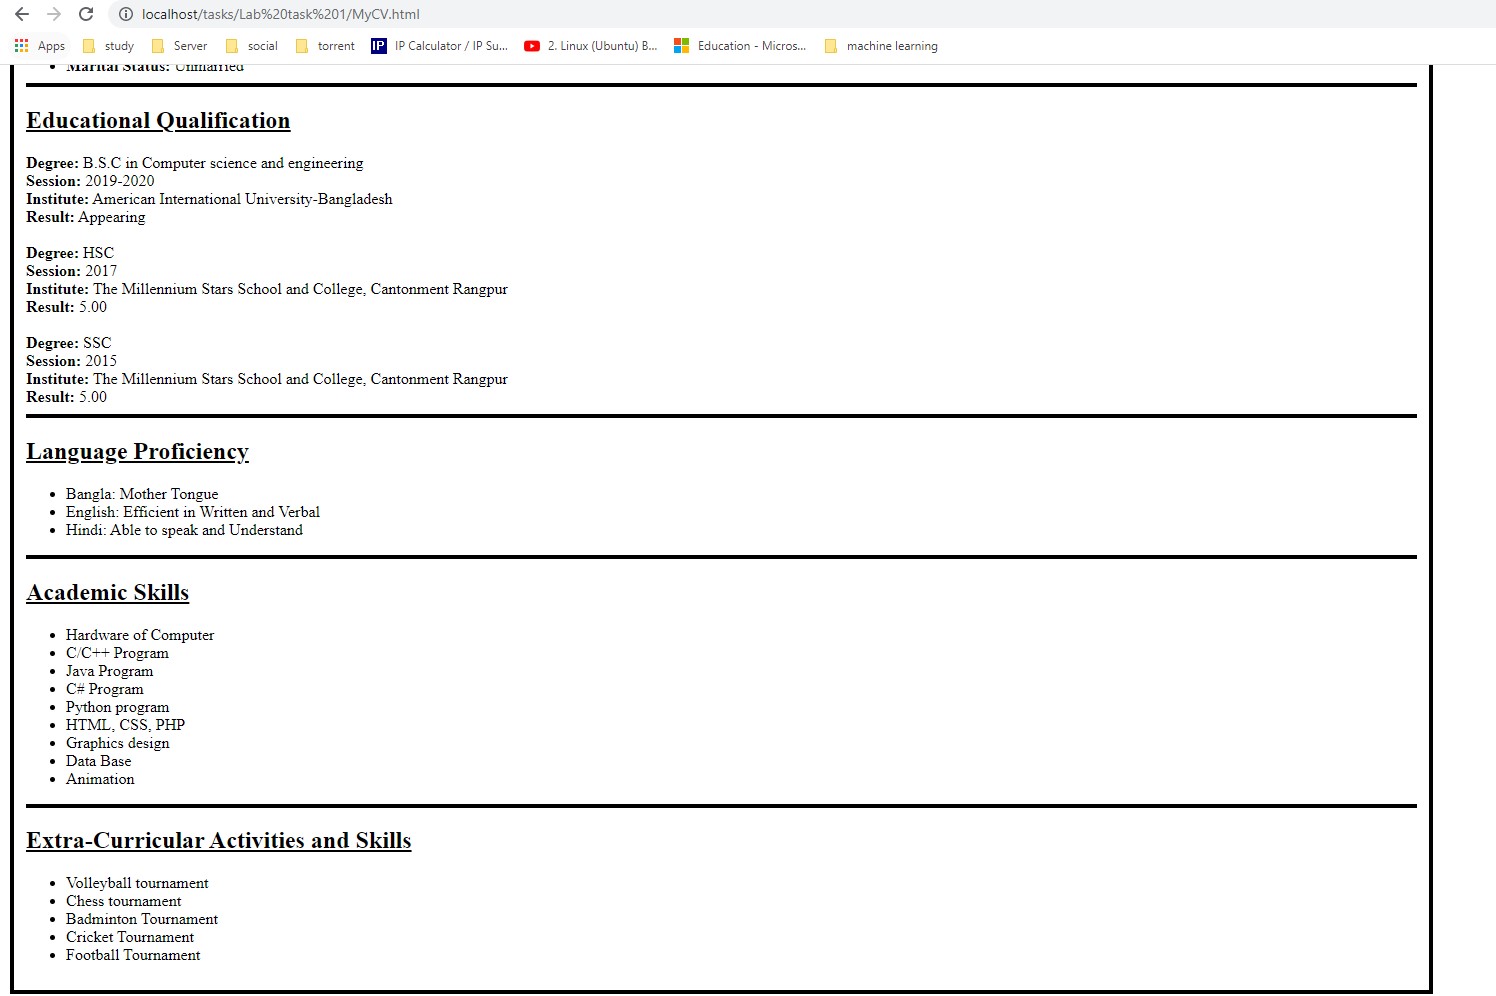 localhost/tasks/Lab%20task%201/MyCV.html
Apps study Server social torrent IP IP Calculator / IP Su... 2. Linux (Ubuntu) B... Education - Micros... machine learning
Marital Status: Unmarried
Educational Qualification
Degree: B.S.C in Computer science and engineering
Session: 2019-2020
Institute: American International University-Bangladesh
Result: Appearing
Degree: HSC
Session: 2017
Institute: The Millennium Stars School and College, Cantonment Rangpur
Result: 5.00
Degree: SSC
Session: 2015
Institute: The Millennium Stars School and College, Cantonment Rangpur
Result: 5.00
Language Proficiency
Bangla: Mother Tongue
English: Efficient in Written and Verbal
Hindi: Able to speak and Understand
Academic Skills
Hardware of Computer
C/C++ Program
Java Program
C# Program
Python program
HTML, CSS, PHP
Graphics design
Data Base
Animation
Extra-Curricular Activities and Skills
Volleyball tournament
Chess tournament
Badminton Tournament
Cricket Tournament
Football Tournament